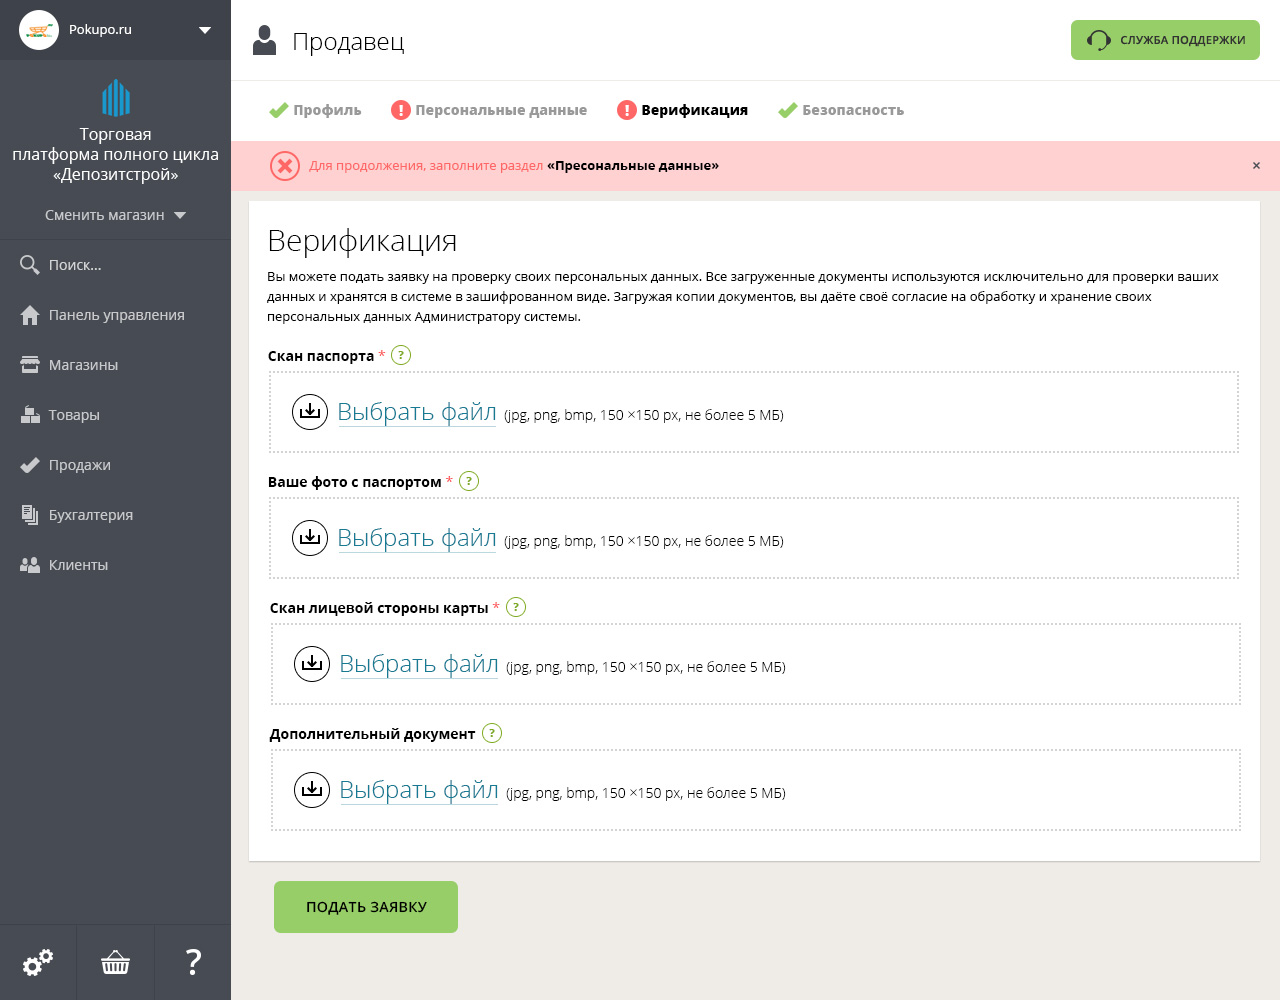 Pokupo.ru
Торговая
платформа полного цикла
«Депозитстрой»
Сменить магазин
Поиск...
Панель управления
Магазины
Товары
Продажи
Бухгалтерия
Клиенты
?
Продавец
СЛУЖБА ПОДДЕРЖКИ
Профиль
! Персональные данные
! Верификация
Безопасность
Для продолжения, заполните раздел «Пресональные данные» ×
Верификация
Вы можете подать заявку на проверку своих персональных данных. Все загруженные документы используются исключительно для проверки ваших
данных и хранятся в системе в зашифрованном виде. Загружая копии документов, вы даёте своё согласие на обработку и хранение своих
персональных данных Администратору системы.
Скан паспорта * ?
Выбрать файл (jpg, png, bmp, 150 ×150 px, не более 5 МБ)
Ваше фото с паспортом * ?
Выбрать файл (jpg, png, bmp, 150 ×150 px, не более 5 МБ)
Скан лицевой стороны карты * ?
Выбрать файл (jpg, png, bmp, 150 ×150 px, не более 5 МБ)
Дополнительный документ ?
Выбрать файл (jpg, png, bmp, 150 ×150 px, не более 5 МБ)
ПОДАТЬ ЗАЯВКУ